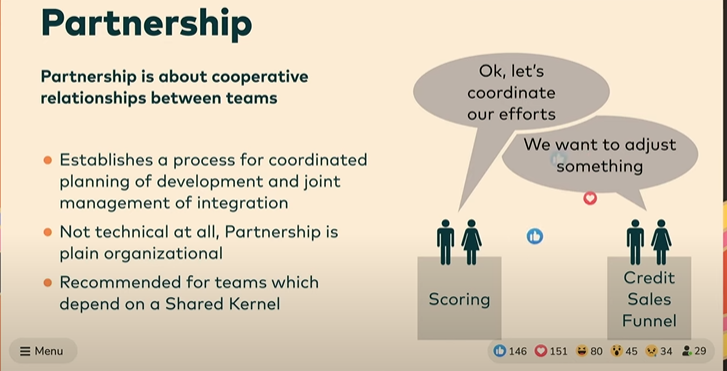 Partnership
Partnership is about cooperative
relationships between teams
Establishes a process for coordinated
planning of development and joint
management of integration
Not technical at all, Partnership is
plain organizational
Recommended for teams which
depend on a Shared Kernel
Ok, let's
coordinate
our efforts
We want to adjust
something
Scoring
Credit
Sales
Funnel
Menu
146 151 80 45 34 29